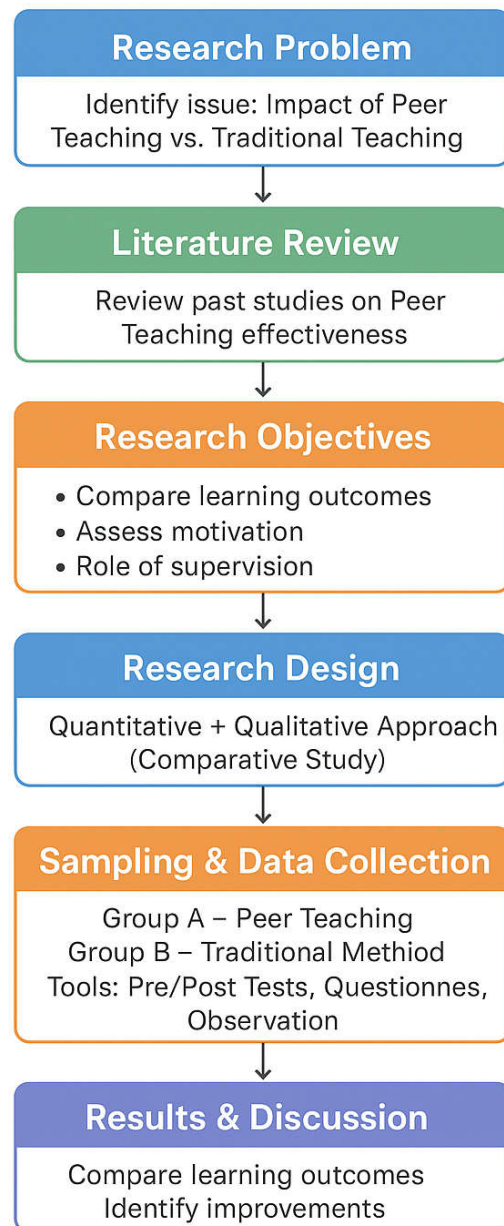 Research Problem
Identify issue: Impact of Peer
Teaching vs. Traditional Teaching
Literature Review
Review past studies on Peer
Teaching effectiveness
Research Objectives
• Compare learning outcomes
• Assess motivation
• Role of supervision
Research Design
Quantitative + Qualitative Approach
(Comparative Study)
Sampling & Data Collection
Group A – Peer Teaching
Group B – Traditional Methiod
Tools: Pre/Post Tests, Questionnes,
Observation
Results & Discussion
Compare learning outcomes
Identify improvements